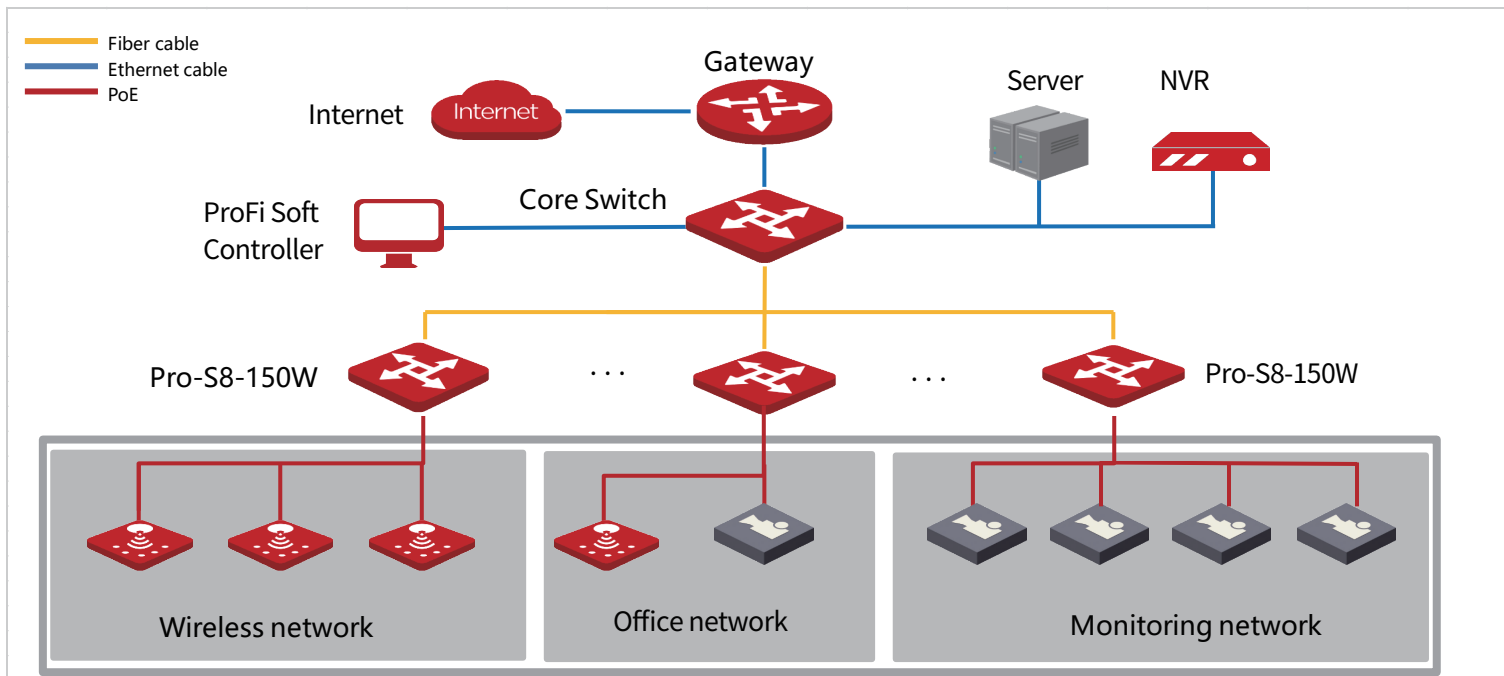 Fiber cable
Ethernet cable
PoE
Gateway
Server
NVR
Internet
Internet
Core Switch
ProFi Soft
Controller
Pro-S8-150W
. . .
. . .
Pro-S8-150W
Wireless network
Office network
Monitoring network